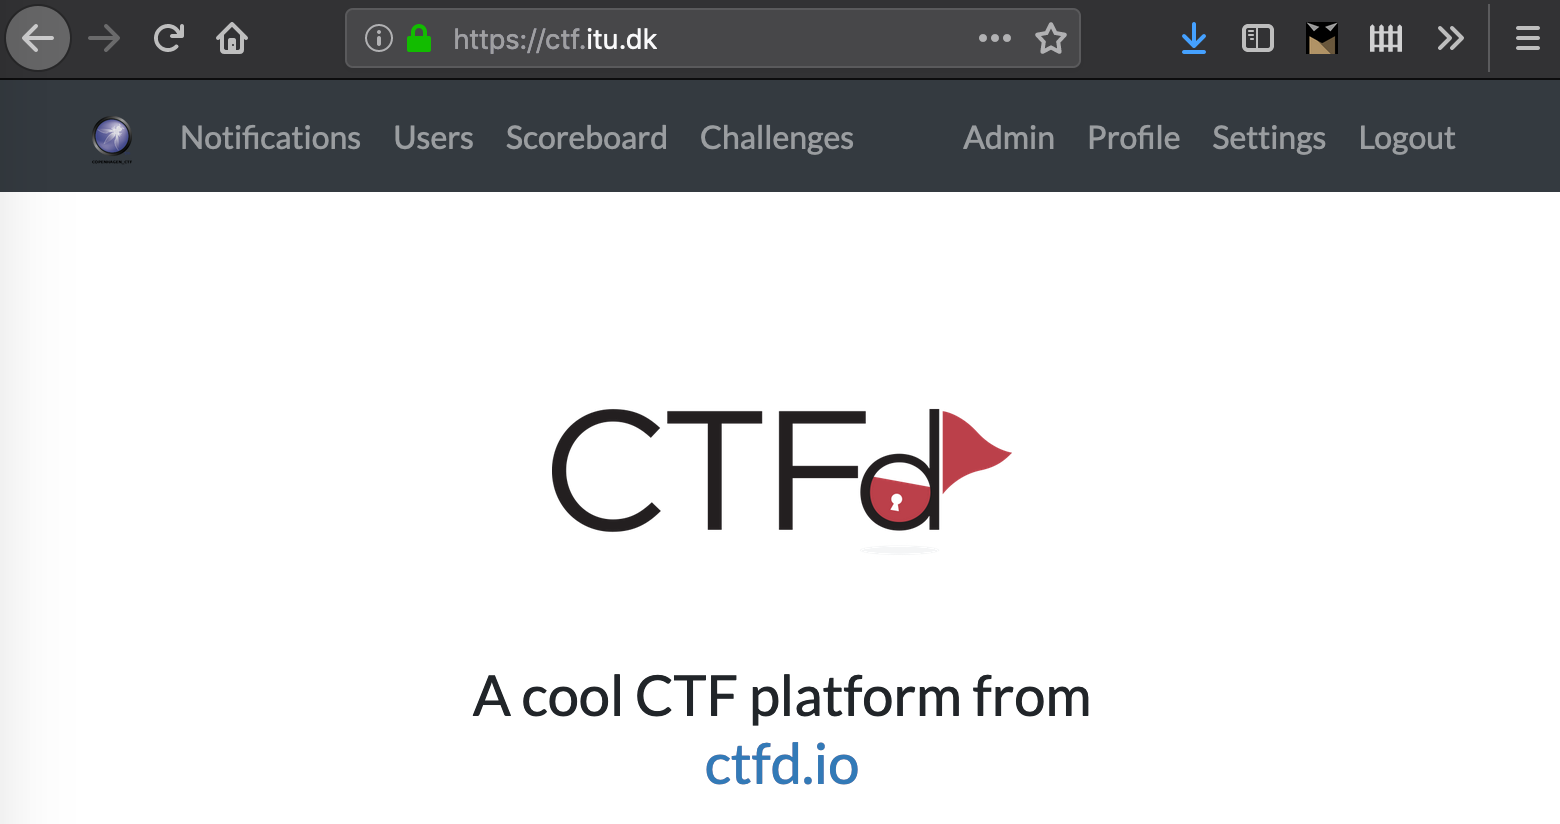 https://ctf.itu.dk
Notifications Users Scoreboard Challenges Admin Profile Settings Logout
CTFd
A cool CTF platform from
ctfd.io